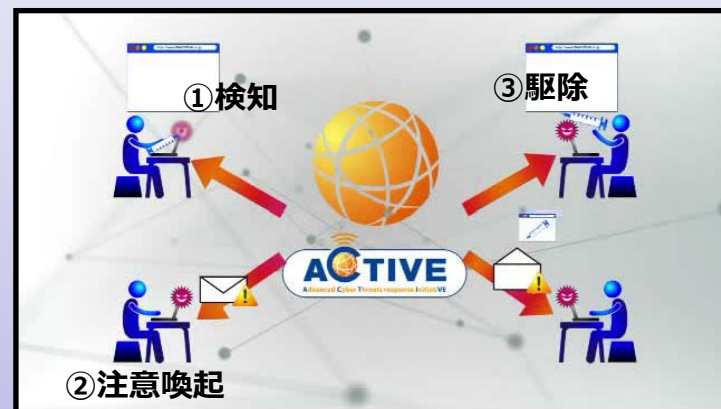 ①検知
③駆除
ACTIVE
Advanced Cyber Threats response InitiatiVE
②注意喚起